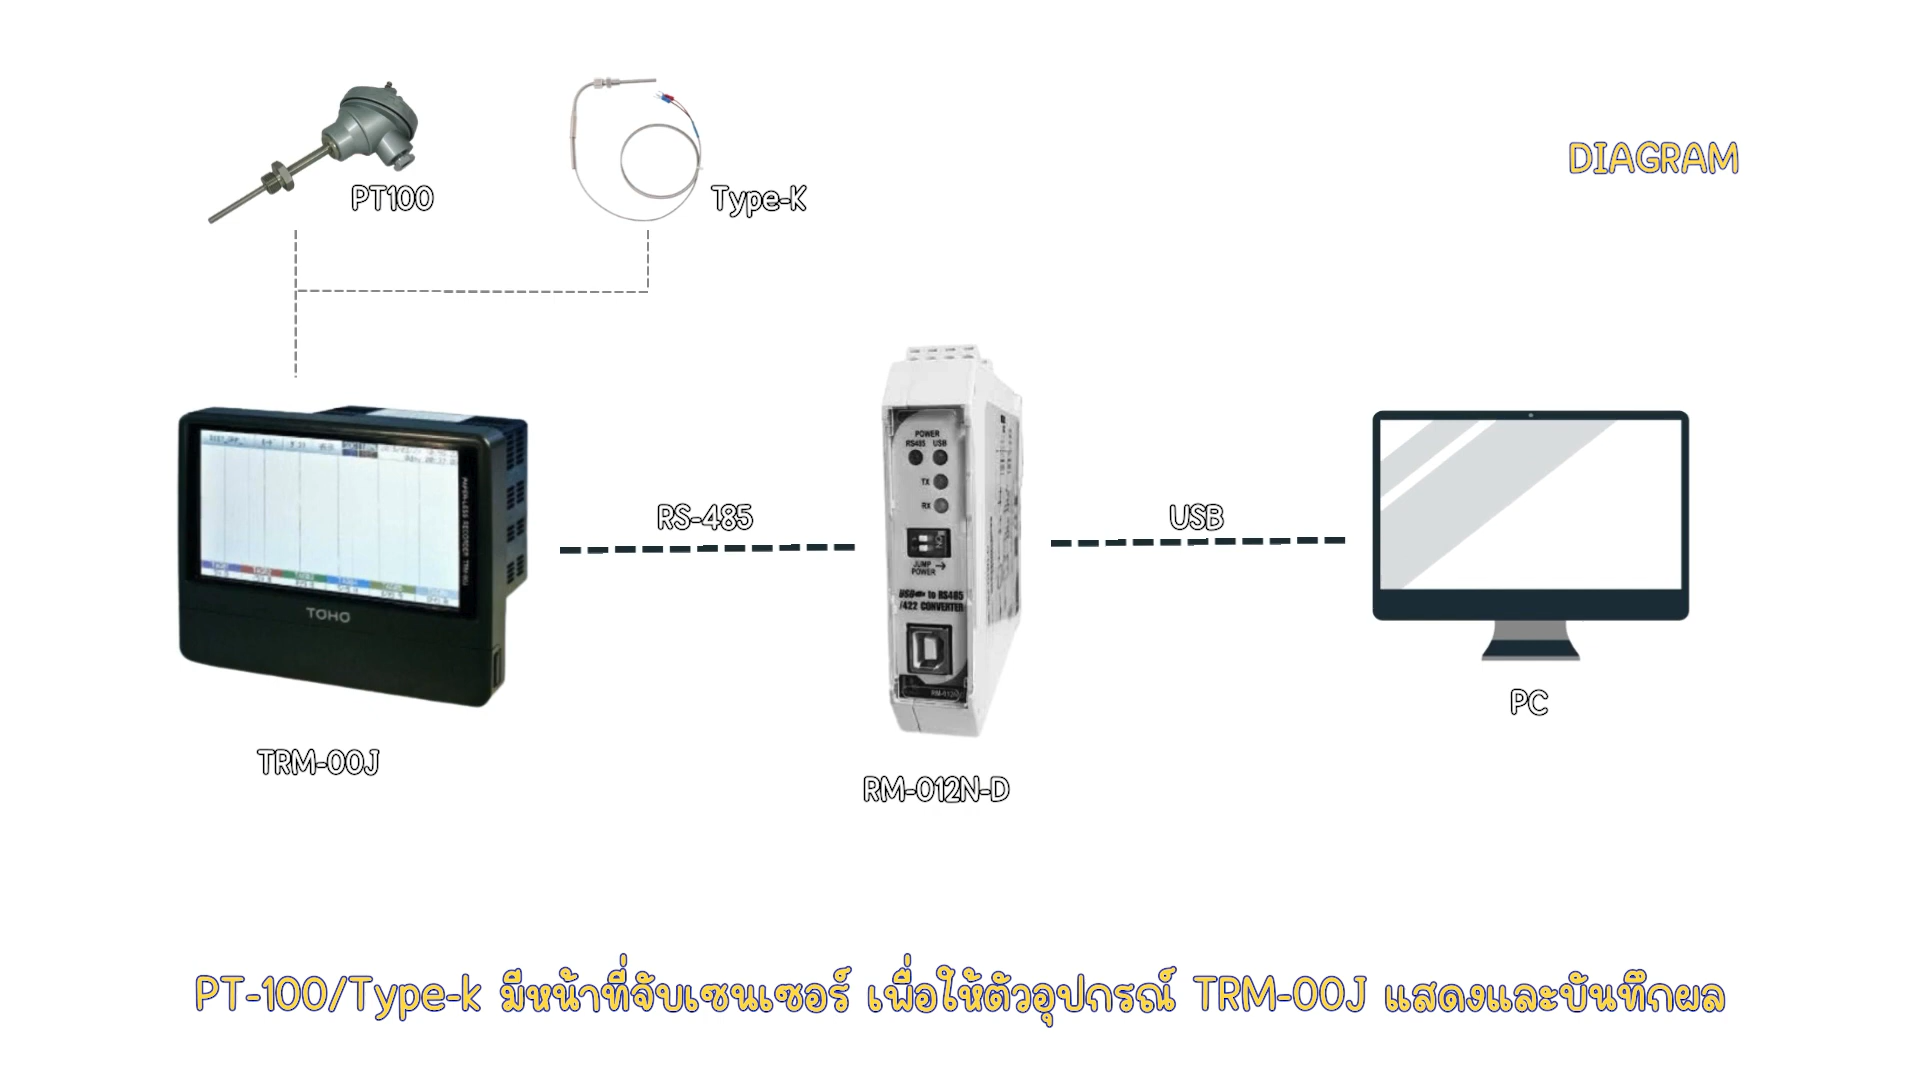 DIAGRAM
PT100
Type-K
POWER
RS485 USB
TX
RX
ON
JUMP
POWER
USB to RS485
/422 CONVERTER
TOHO
RS-485
USB
PC
TRM-00J
RM-012N-D
PT-100/Type-k มีหน้าที่จับเซนเซอร์ เพื่อให้ตัวอุปกรณ์ TRM-00J แสดงและบันทึกผล